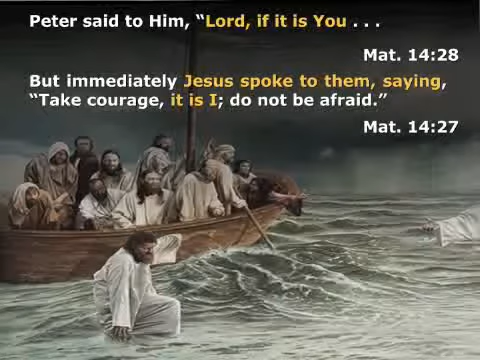 Peter said to Him, “Lord, if it is You . . .
Mat. 14:28
But immediately Jesus spoke to them, saying,
“Take courage, it is I; do not be afraid.”
Mat. 14:27